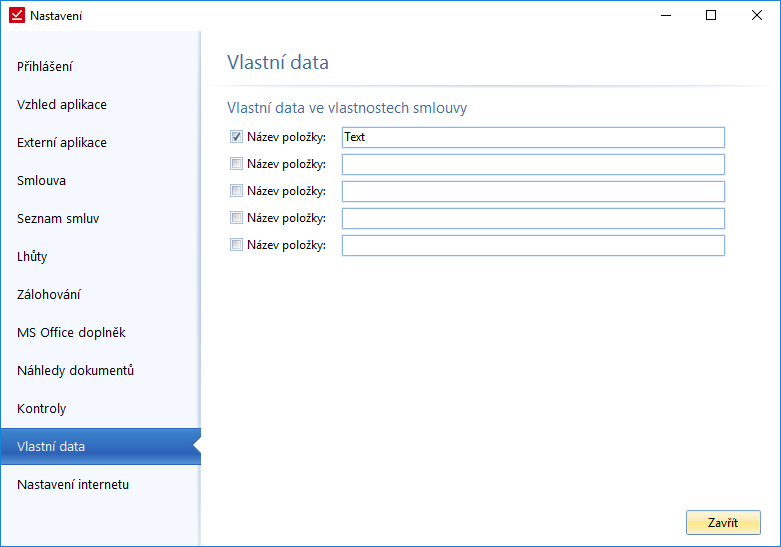 Nastavení
Přihlášení
Vzhled aplikace
Externí aplikace
Smlouva
Seznam smluv
Lhůty
Zálohování
MS Office doplněk
Náhledy dokumentů
Kontroly
Vlastní data
Nastavení internetu
Vlastní data
Vlastní data ve vlastnostech smlouvy
Název položky: Text
Název položky:
Název položky:
Název položky:
Název položky:
Zavřít